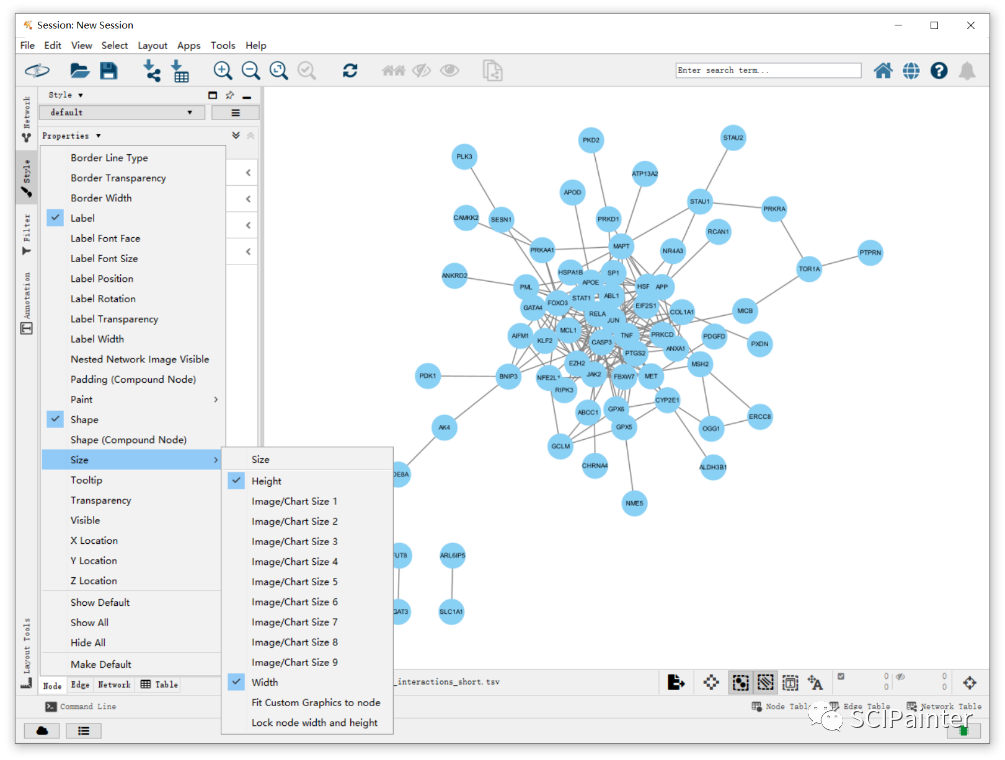 Session: New Session
File Edit View Select Layout Apps Tools Help
Enter search term...
Style
default
Properties
Network
Style
Filter
Annotation
Layout Tools
Border Line Type
Border Transparency
Border Width
Label
Label Font Face
Label Font Size
Label Position
Label Rotation
Label Transparency
Label Width
Nested Network Image Visible
Padding (Compound Node)
Paint
Shape
Shape (Compound Node)
Size
Tooltip
Transparency
Visible
X Location
Y Location
Z Location
Show Default
Show All
Hide All
Make Default
Size
Height
Image/Chart Size 1
Image/Chart Size 2
Image/Chart Size 3
Image/Chart Size 4
Image/Chart Size 5
Image/Chart Size 6
Image/Chart Size 7
Image/Chart Size 8
Image/Chart Size 9
Width
Fit Custom Graphics to node
Lock node width and height
PKD2
STAU2
PLK3
ATP13A2
APOD
STAU1
PRKRA
CAMKK2
SESN1
PRKD1
RCAN1
PRKAA1
MAPT
NR4A3
PTPRN
TOR1A
ANKRD2
HSPA1B
SP1
PML
APOE
HSF
APP
FOXO3
STAT1
ABL1
GATA4
EIF2S1
COL1A1
MICB
RELA
JUN
AIFM1
KLF2
MCL1
CASP3
TNF
PRKCD
PDGFD
PXDN
PTGS2
ANXA1
EZH2
MSH2
PDK1
BNIP3
NFE2L
JAK2
FBXW7
MET
RIPK3
CYP2E1
ABCC1
GPX6
ERCC8
AK4
GPX5
OGG1
GCLM
CHRNA4
ALDH3B1
DE8A
NME5
FUT8
ARL6IP5
GAT3
SLC1A1
_interactions_short.tsv
0 0
0 0
Node Edge Network Table
Command Line
Node Table Edge Table Network Table
SCIPainter